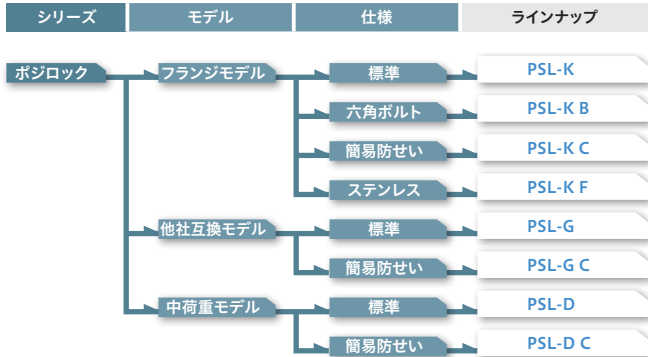 シリーズ モデル 仕様 ラインナップ
ポジロック フランジモデル 標準 PSL-K
六角ボルト PSL-K B
簡易防せい PSL-K C
ステンレス PSL-K F
他社互換モデル 標準 PSL-G
簡易防せい PSL-G C
中荷重モデル 標準 PSL-D
簡易防せい PSL-D C